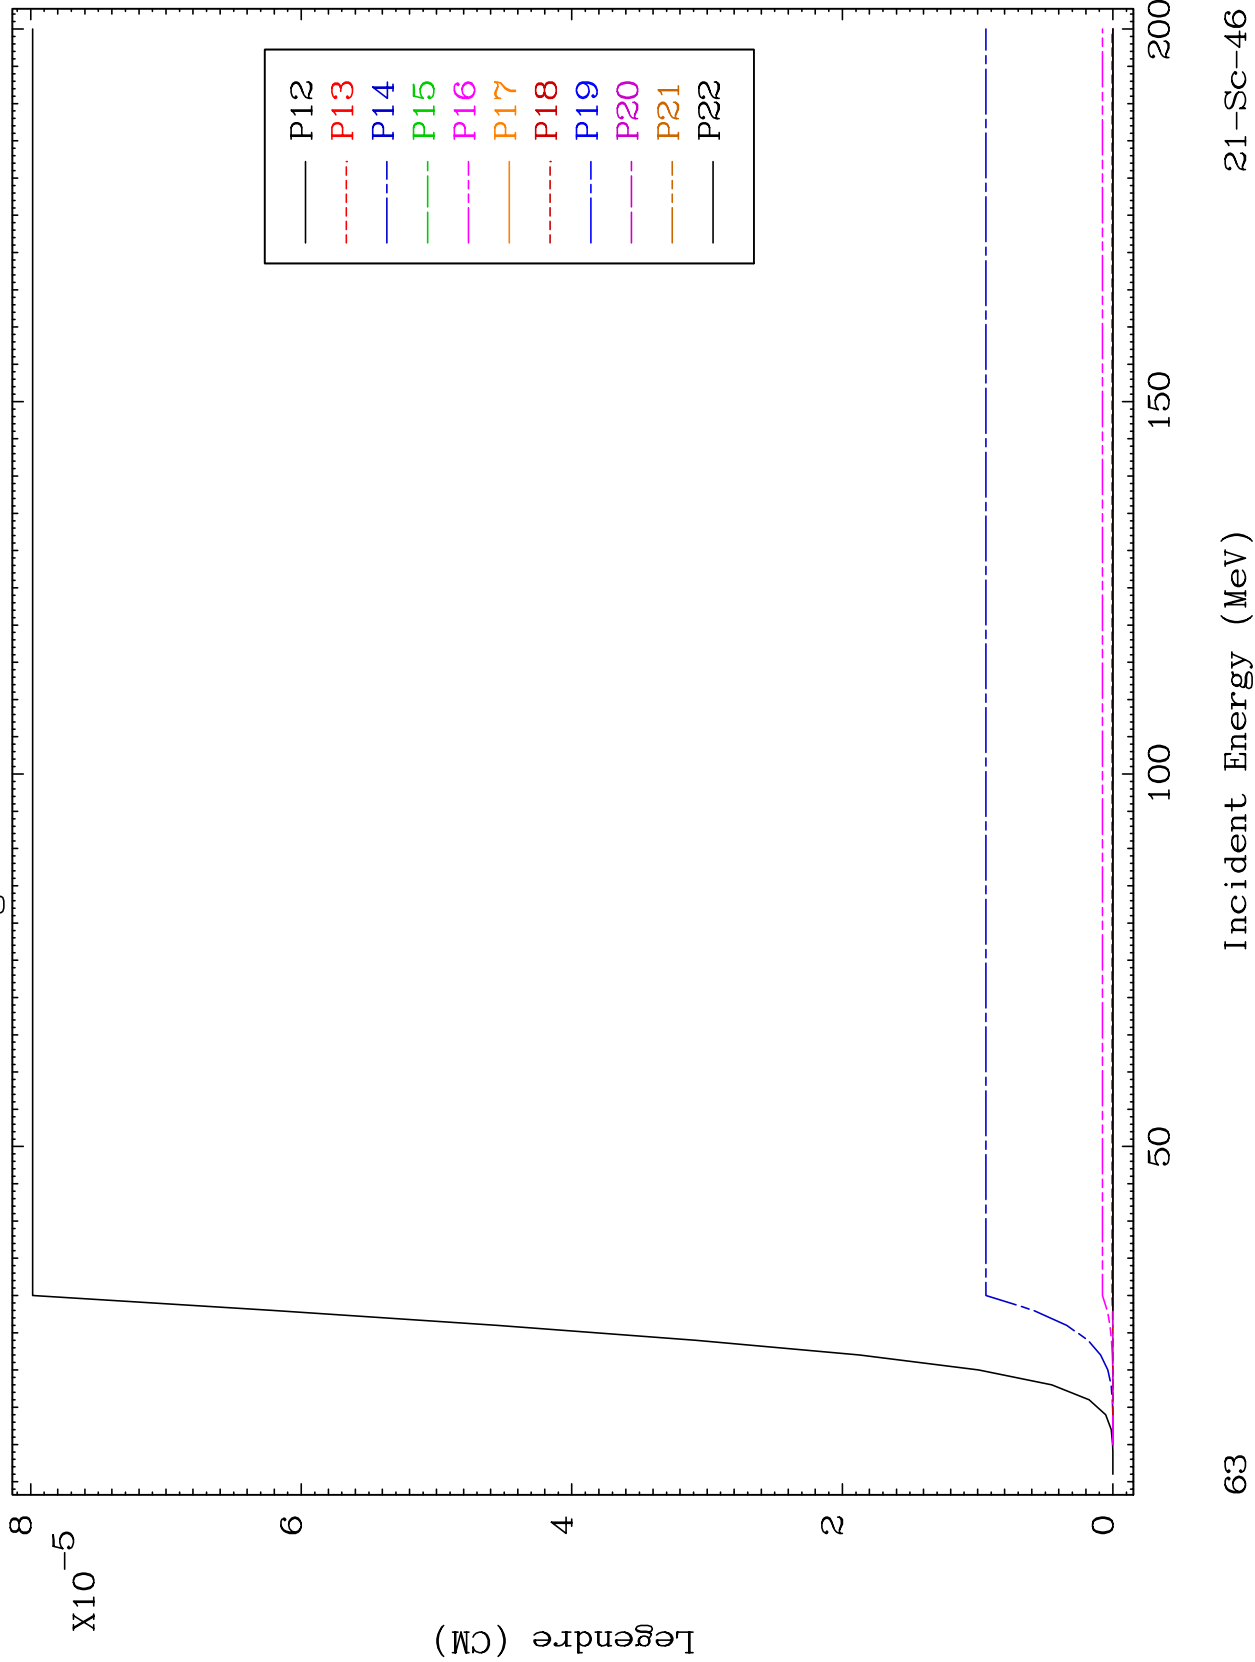 8
6
4
2
0
X10-5
Legendre (CM)
P12
P13
P14
P15
P16
P17
P18
P19
P20
P21
P22
50
100
150
200
Incident Energy (MeV)
63
21-Sc-46